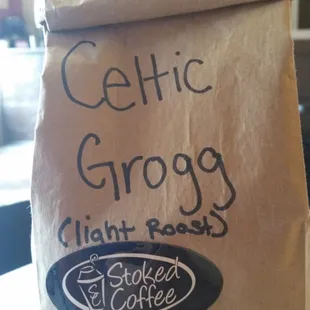 Celtic
Grogg
(light Roast)
Stoked
Coffee